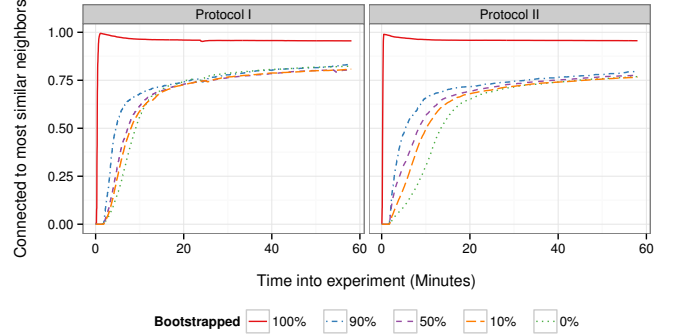 Protocol I
Protocol II
Connected to most similar neighbors
1.00
0.75
0.50
0.25
0.00
0
20
40
60
0
20
40
60
Time into experiment (Minutes)
Bootstrapped 100% 90% 50% 10% 0%